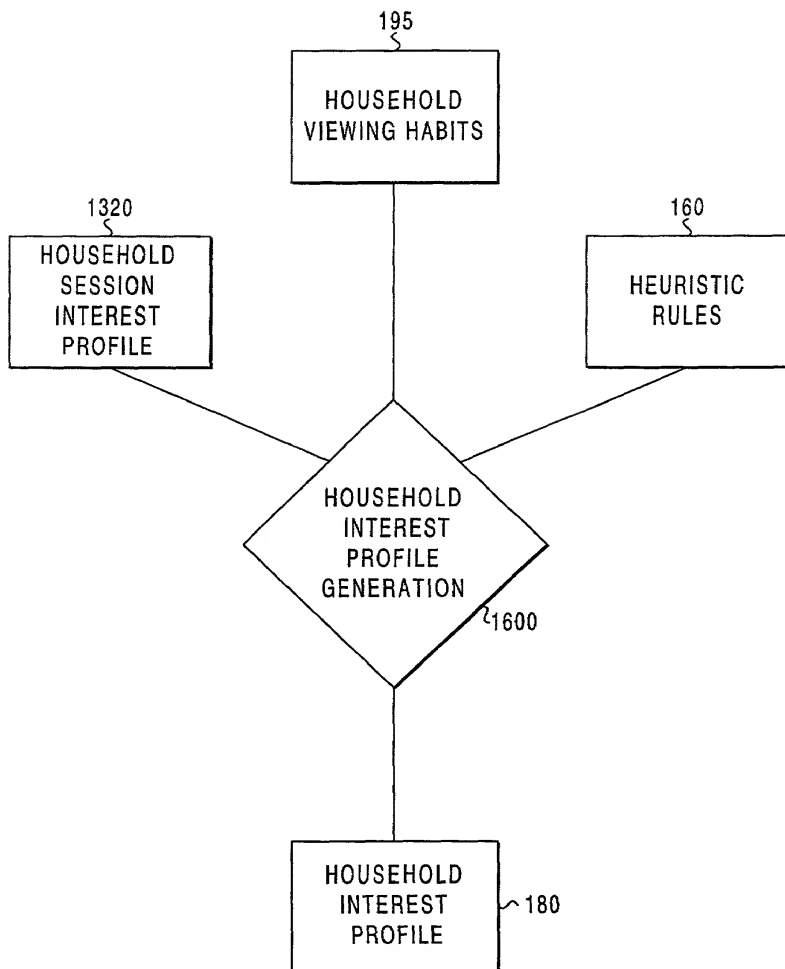 195
HOUSEHOLD
VIEWING HABITS
1320
HOUSEHOLD
SESSION
INTEREST
PROFILE
160
HEURISTIC
RULES
HOUSEHOLD
INTEREST
PROFILE
GENERATION
1600
HOUSEHOLD
INTEREST
PROFILE
180